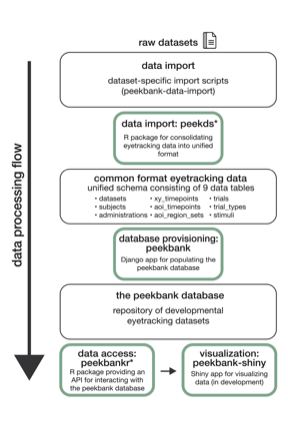 raw datasets
data processing flow
data import
dataset-specific import scripts
(peekbank-data-import)
data import: peekds*
R package for consolidating
eyetracking data into unified
format
common format eyetracking data
unified schema consisting of 9 data tables
• datasets • xy_timepoints • trials
• subjects • aoi_timepoints • trial_types
• administrations • aoi_region_sets • stimuli
database provisioning:
peekbank
Django app for populating the
peekbank database
the peekbank database
repository of developmental
eyetracking datasets
data access:
peekbankr*
R package providing an
API for interacting with
the peekbank database
visualization:
peekbank-shiny
Shiny app for visualizing
data (in development)